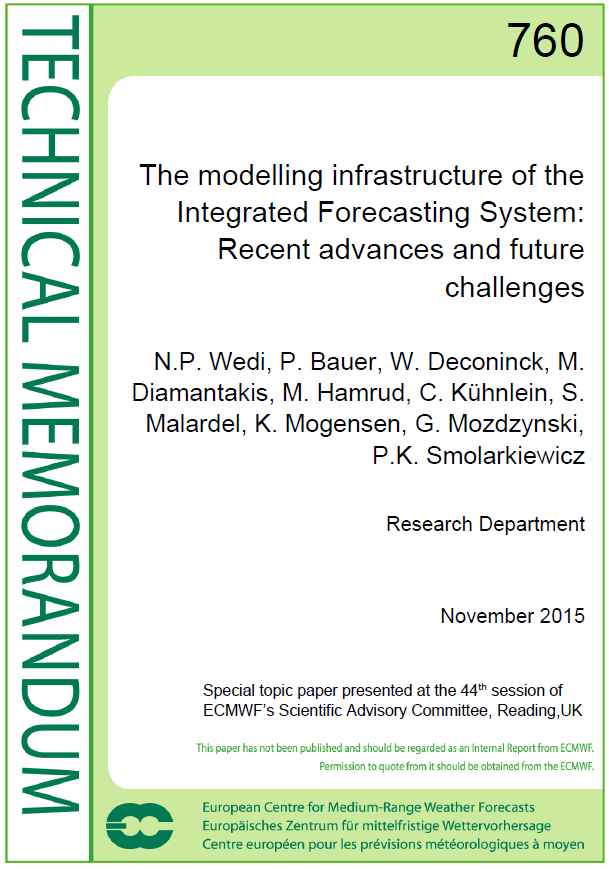 TECHNICAL MEMORANDUM
760
The modelling infrastructure of the
Integrated Forecasting System:
Recent advances and future
challenges
N.P. Wedi, P. Bauer, W. Deconinck, M.
Diamantakis, M. Hamrud, C. Kühnlein, S.
Malardel, K. Mogensen, G. Mozdzynski,
P.K. Smolarkiewicz
Research Department
November 2015
Special topic paper presented at the 44th session of
ECMWF's Scientific Advisory Committee, Reading,UK
This paper has not been published and should be regarded as an Internal Report from ECMWF.
Permission to quote from it should be obtained from the ECMWF.
European Centre for Medium-Range Weather Forecasts
Europäisches Zentrum für mittelfristige Wettervorhersage
Centre européen pour les prévisions météorologiques à moyen